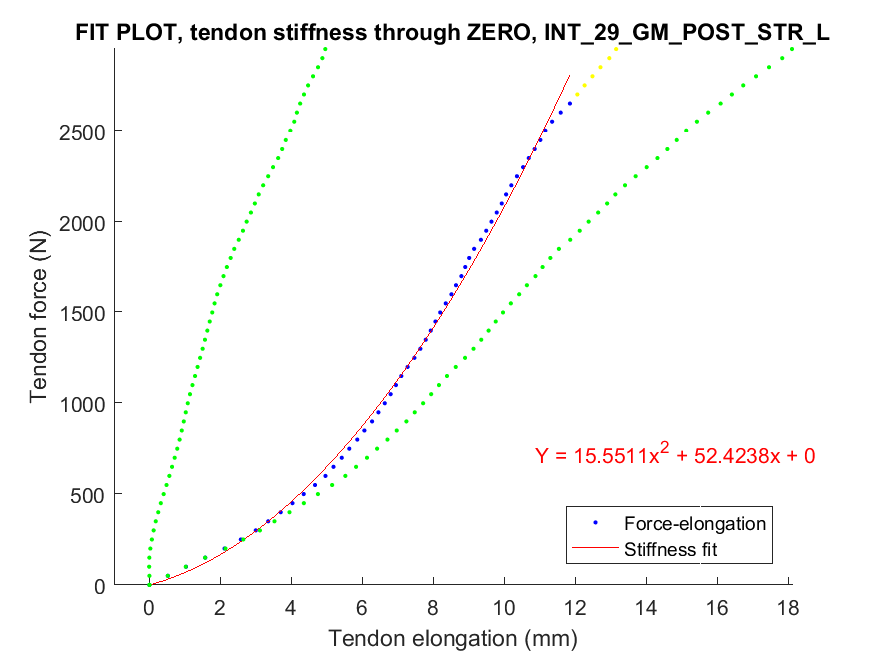 FIT PLOT, tendon stiffness through ZERO, INT_29_GM_POST_STR_L
Tendon force (N)
2500
2000
1500
1000
500
0
Y = 15.5511x² + 52.4238x + 0
Force-elongation
Stiffness fit
0 2 4 6 8 10 12 14 16 18
Tendon elongation (mm)